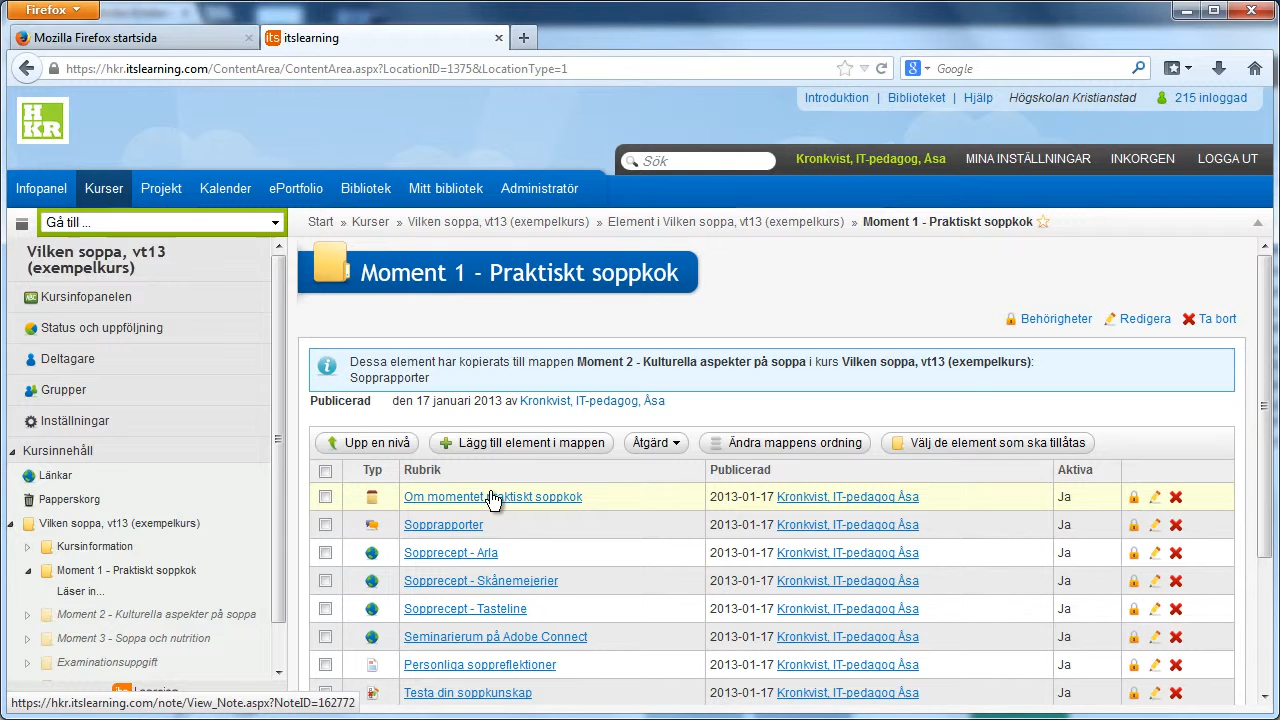 Firefox
Mozilla Firefox startsida
its itslearning
https://hkr.itslearning.com/ContentArea/ContentArea.aspx?LocationID=1375&LocationType=1
Google
Introduktion | Biblioteket | Hjälp Högskolan Kristianstad 215 inloggad
H
KR
Sök
Kronkvist, IT-pedagog, Åsa MINA INSTÄLLNINGAR INKORGEN LOGGA UT
Infopanel Kurser Projekt Kalender ePortfolio Bibliotek Mitt bibliotek Administratör
Gå till ...
Start » Kurser » Vilken soppa, vt13 (exempelkurs) » Element i Vilken soppa, vt13 (exempelkurs) » Moment 1 - Praktiskt soppkok
Vilken soppa, vt13
(exempelkurs)
Kursinfopanelen
Status och uppföljning
Deltagare
Grupper
Inställningar
Kursinnehåll
Länkar
Papperskorg
Vilken soppa, vt13 (exempelkurs)
Kursinformation
Moment 1 - Praktiskt soppkok
Läser in...
Moment 2 - Kulturella aspekter på soppa
Moment 3 - Soppa och nutrition
Examinationsuppgift
https://hkr.itslearning.com/note/View_Note.aspx?NoteID=162772
Moment 1 - Praktiskt soppkok
Behörigheter Redigera Ta bort
Dessa element har kopierats till mappen Moment 2 - Kulturella aspekter på soppa i kurs Vilken soppa, vt13 (exempelkurs):
Sopprapporter
Publicerad den 17 januari 2013 av Kronkvist, IT-pedagog, Åsa
Upp en nivå Lägg till element i mappen Åtgärd Ändra mappens ordning Välj de element som ska tillåtas
Typ Rubrik Publicerad Aktiva
Om momentet praktiskt soppkok 2013-01-17 Kronkvist, IT-pedagog Åsa Ja
Sopprapporter 2013-01-17 Kronkvist, IT-pedagog Åsa Ja
Sopprecept - Arla 2013-01-17 Kronkvist, IT-pedagog Åsa Ja
Sopprecept - Skånemejerier 2013-01-17 Kronkvist, IT-pedagog Åsa Ja
Sopprecept - Tasteline 2013-01-17 Kronkvist, IT-pedagog Åsa Ja
Seminarierum på Adobe Connect 2013-01-17 Kronkvist, IT-pedagog Åsa Ja
Personliga soppreflektioner 2013-01-17 Kronkvist, IT-pedagog Åsa Ja
Testa din soppkunskap 2013-01-17 Kronkvist, IT-pedagog Åsa Ja